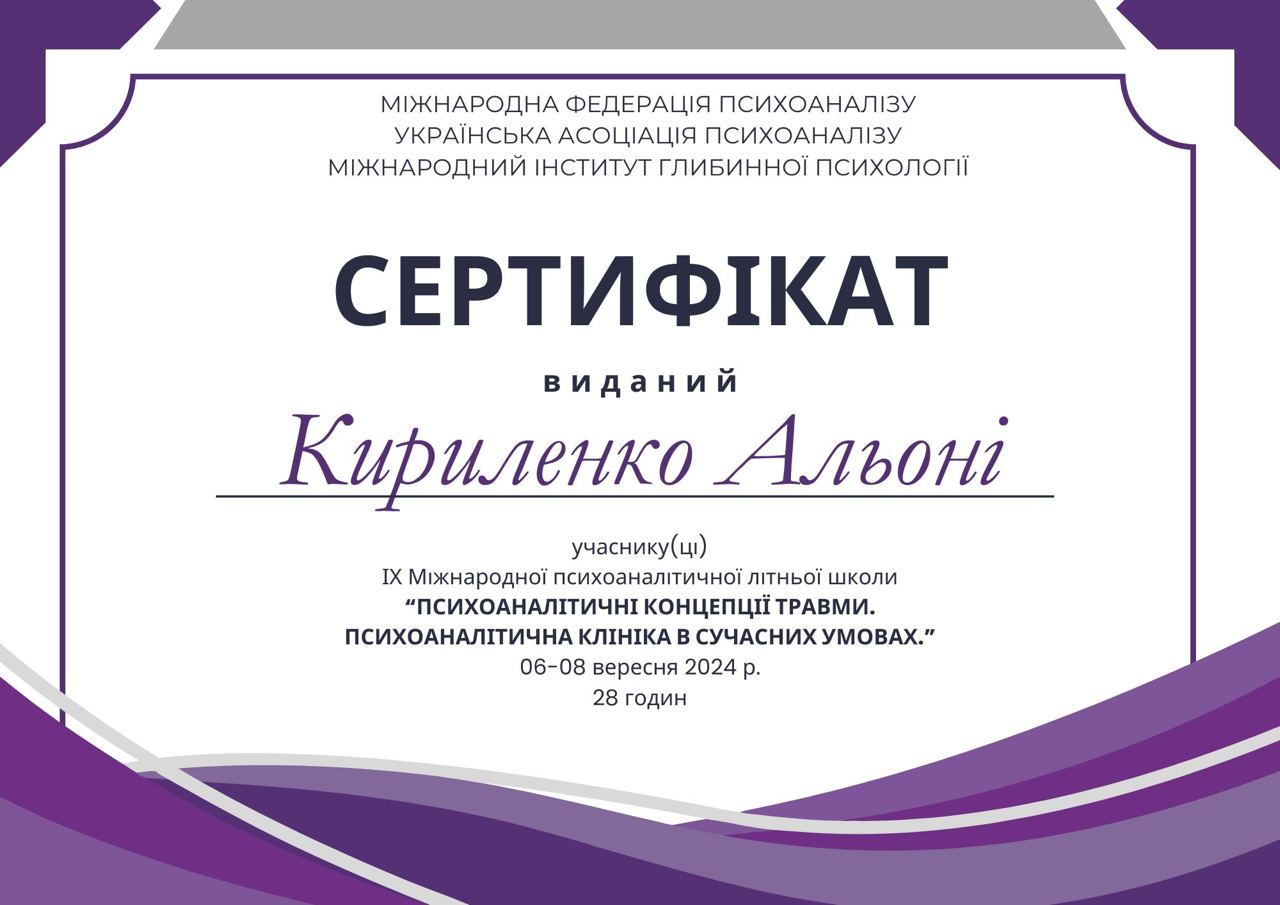 МІЖНАРОДНА ФЕДЕРАЦІЯ ПСИХОАНАЛІЗУ
УКРАЇНСЬКА АСОЦІАЦІЯ ПСИХОАНАЛІЗУ
МІЖНАРОДНИЙ ІНСТИТУТ ГЛИБИННОЇ ПСИХОЛОГІЇ
СЕРТИФІКАТ
виданий
Кириленко Альоні
учаснику(ці)
IX Міжнародної психоаналітичної літньої школи
“ПСИХОАНАЛІТИЧНІ КОНЦЕПЦІЇ ТРАВМИ.
ПСИХОАНАЛІТИЧНА КЛІНІКА В СУЧАСНИХ УМОВАХ.”
06-08 вересня 2024 р.
28 годин